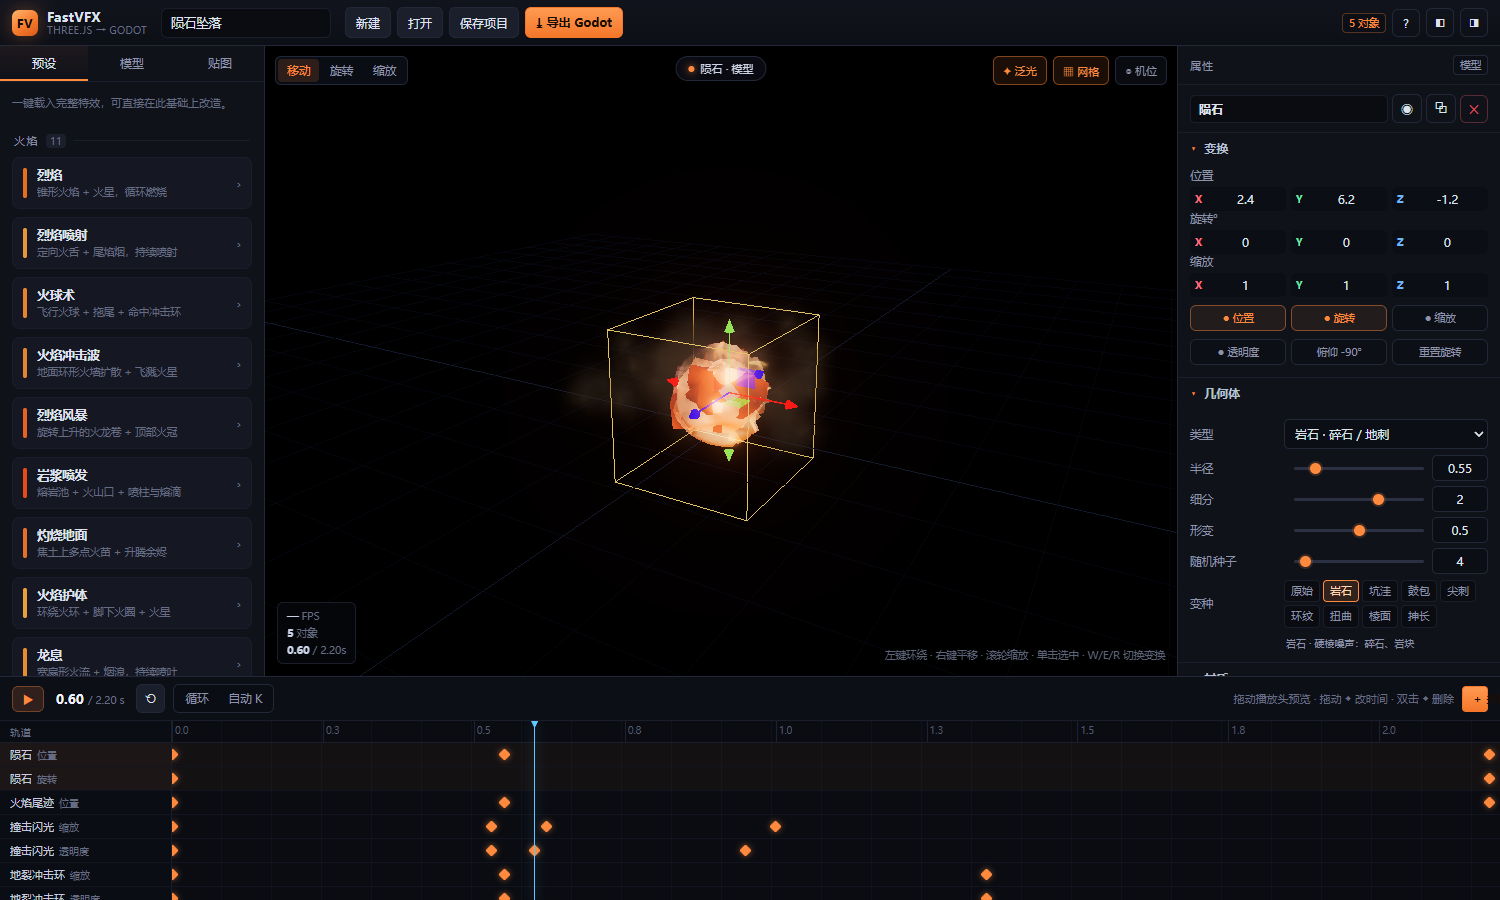 FV FastVFX
THREE.JS → GODOT
陨石坠落
新建 打开 保存项目 导出 Godot
5 对象 ?
预设 模型 贴图
一键载入完整特效，可直接在此基础上改造。
火焰 11
烈焰
锥形火焰 + 火星，循环燃烧
烈焰喷射
定向火舌 + 尾焰烟，持续喷射
火球术
飞行火球 + 拖尾 + 命中冲击环
火焰冲击波
地面环形火墙扩散 + 飞溅火星
烈焰风暴
旋转上升的火龙卷 + 顶部火冠
岩浆喷发
熔岩池 + 火山口 + 喷柱与熔滴
灼烧地面
焦土上多点火苗 + 升腾余烬
火焰护体
环绕火环 + 脚下火圈 + 火星
龙息
宽扇形火流 + 烟浪，持续喷吐
移动 旋转 缩放
陨石 · 模型
泛光 网格 机位
— FPS
5 对象
0.60 / 2.20s
左键环绕 · 右键平移 · 滚轮缩放 · 单击选中 · W/E/R 切换变换
属性 模型
陨石
变换
位置
X 2.4 Y 6.2 Z -1.2
旋转°
X 0 Y 0 Z 0
缩放
X 1 Y 1 Z 1
位置 旋转 缩放
透明度 俯仰 -90° 重置旋转
几何体
类型 岩石 · 碎石 / 地刺
半径 0.55
细分 2
形变 0.5
随机种子 4
变种 原始 岩石 坑洼 鼓包 尖刺
环纹 扭曲 棱面 抻长
岩石 · 硬棱噪声：碎石、岩块
0.60 / 2.20 s 循环 自动 K
拖动播放头预览 · 拖动 ◆ 改时间 · 双击 ◆ 删除 +
轨道 0.0 0.3 0.5 0.8 1.0 1.3 1.5 1.8 2.0
陨石 位置
陨石 旋转
火焰尾迹 位置
撞击闪光 缩放
撞击闪光 透明度
地裂冲击环 缩放
地裂冲击环 透明度